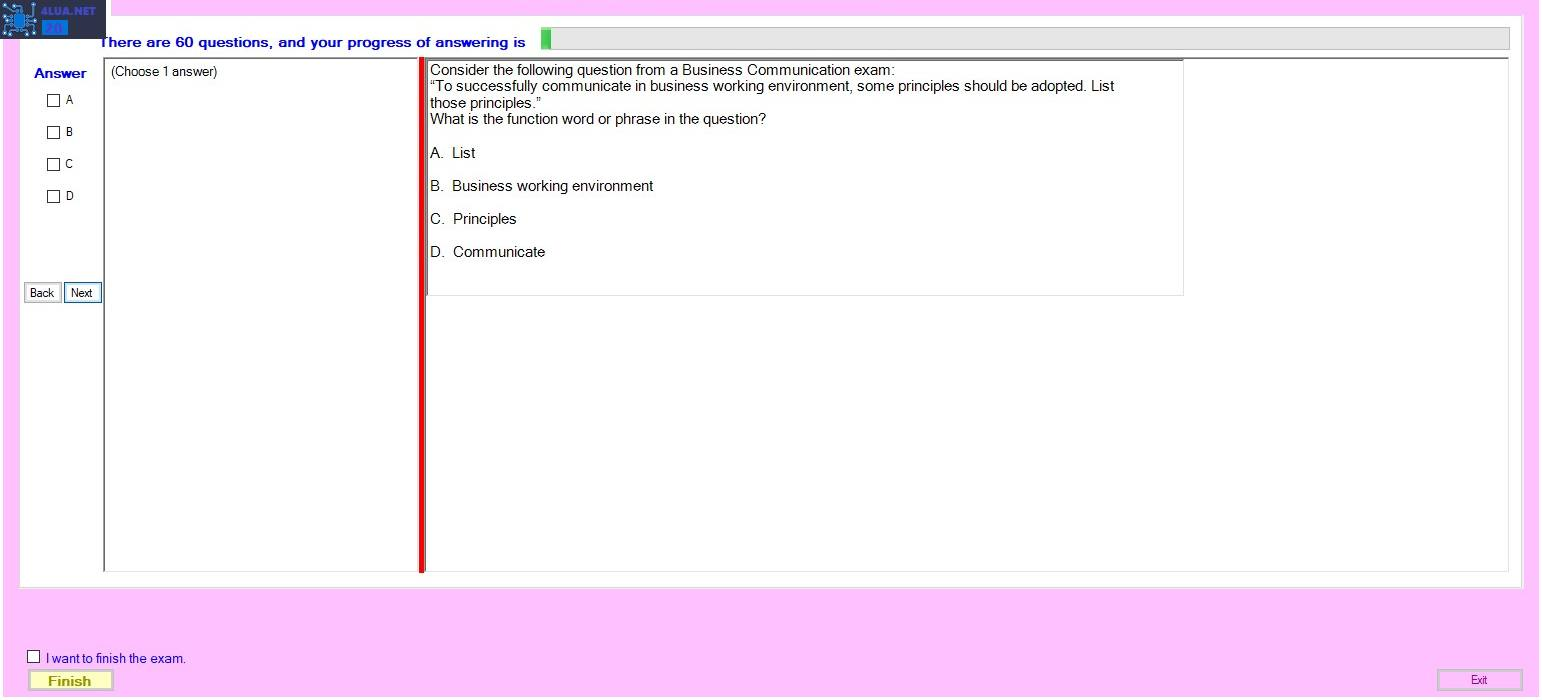 4LUA.NET
20
There are 60 questions, and your progress of answering is
Answer
(Choose 1 answer)
A
B
C
D
Back Next
Consider the following question from a Business Communication exam:
“To successfully communicate in business working environment, some principles should be adopted. List
those principles.”
What is the function word or phrase in the question?
A. List
B. Business working environment
C. Principles
D. Communicate
I want to finish the exam.
Finish
Exit